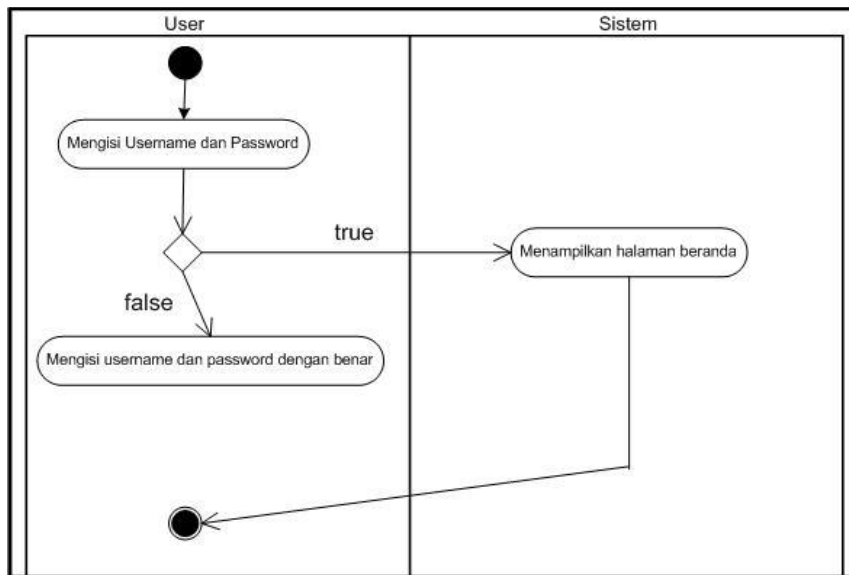 User
Sistem
Mengisi Username dan Password
true
Menampilkan halaman beranda
false
Mengisi username dan password dengan benar